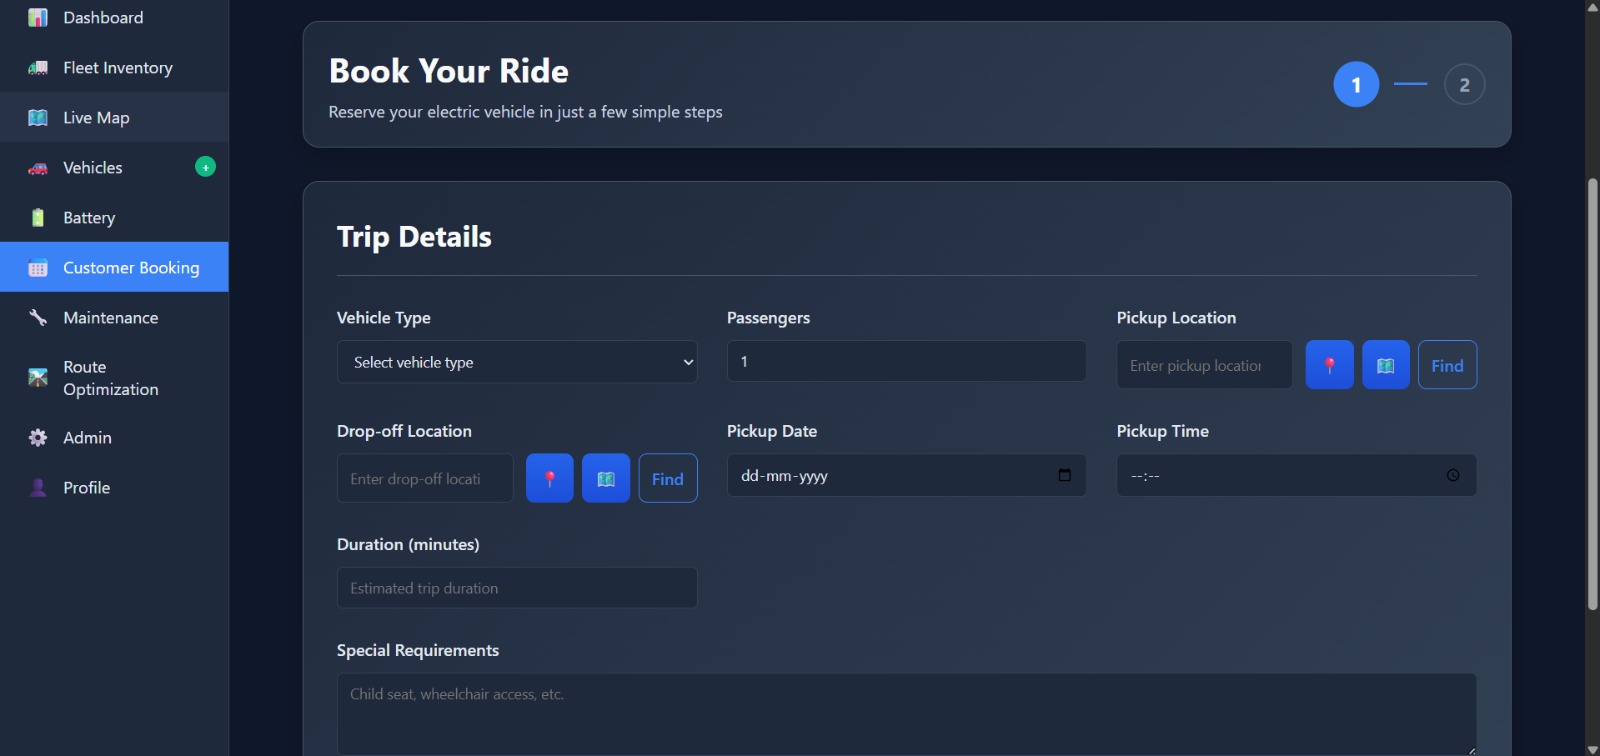 Dashboard
Fleet Inventory
Live Map
Vehicles
+
Battery
Customer Booking
Maintenance
Route
Optimization
Admin
Profile
Book Your Ride
Reserve your electric vehicle in just a few simple steps
1
2
Trip Details
Vehicle Type
Select vehicle type
Passengers
1
Pickup Location
Enter pickup location
Find
Drop-off Location
Enter drop-off locati
Find
Pickup Date
dd-mm-yyyy
Pickup Time
--:--
Duration (minutes)
Estimated trip duration
Special Requirements
Child seat, wheelchair access, etc.